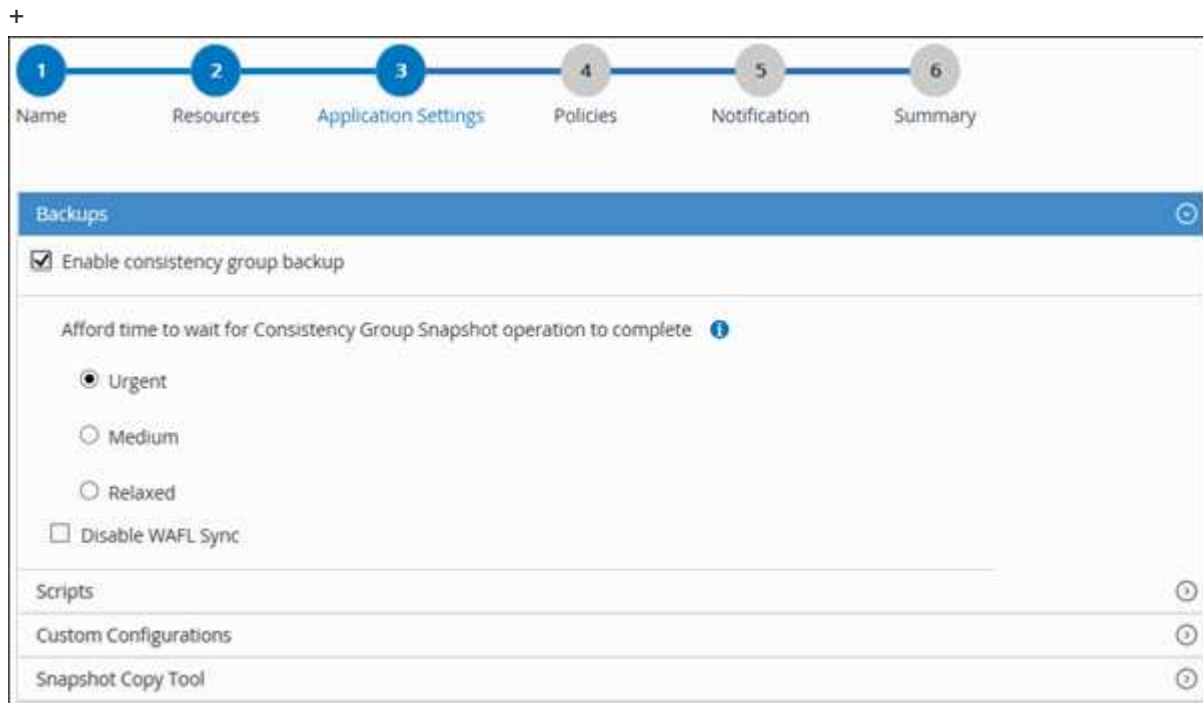 +
1 2 3 4 5 6
Name Resources Application Settings Policies Notification Summary
Backups
Enable consistency group backup
Afford time to wait for Consistency Group Snapshot operation to complete
Urgent
Medium
Relaxed
Disable WAFL Sync
Scripts
Custom Configurations
Snapshot Copy Tool